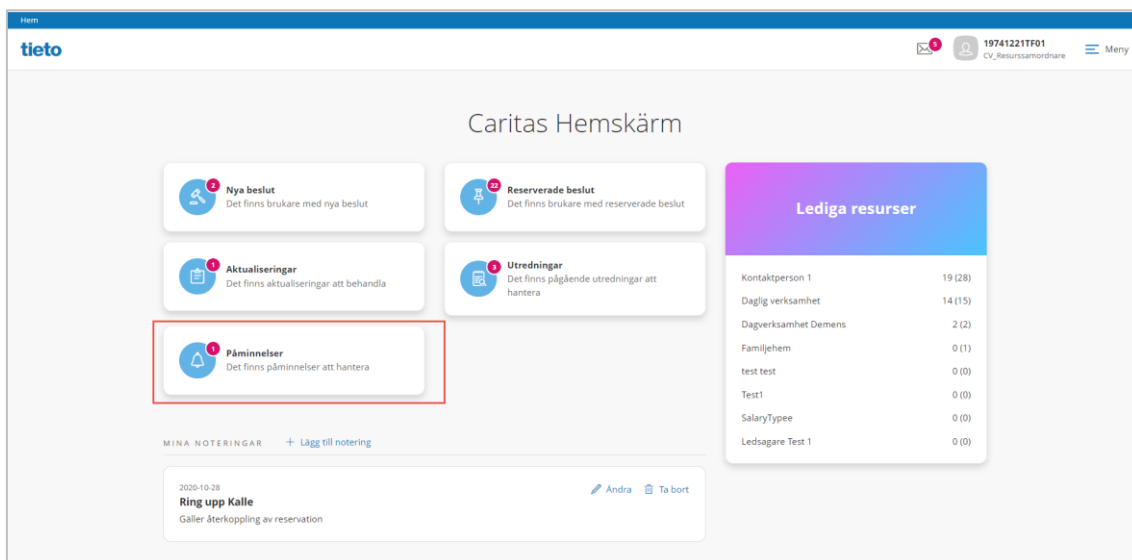 Hem
tieto
5
19741221TF01
CV_Resurssamordnare
Meny
Caritas Hemskärm
2
Nya beslut
Det finns brukare med nya beslut
22
Reserverade beslut
Det finns brukare med reserverade beslut
1
Aktualiseringar
Det finns aktualiseringar att behandla
3
Utredningar
Det finns pågående utredningar att
hantera
1
Påminnelser
Det finns påminnelser att hantera
Lediga resurser
Kontaktperson 1 19 (28)
Daglig verksamhet 14 (15)
Dagverksamhet Demens 2 (2)
Familjehem 0 (1)
test test 0 (0)
Test1 0 (0)
SalaryTypee 0 (0)
Ledsagare Test 1 0 (0)
MINA NOTERINGAR + Lägg till notering
2020-10-28
Ändra Ta bort
Ring upp Kalle
Gäller återkoppling av reservation